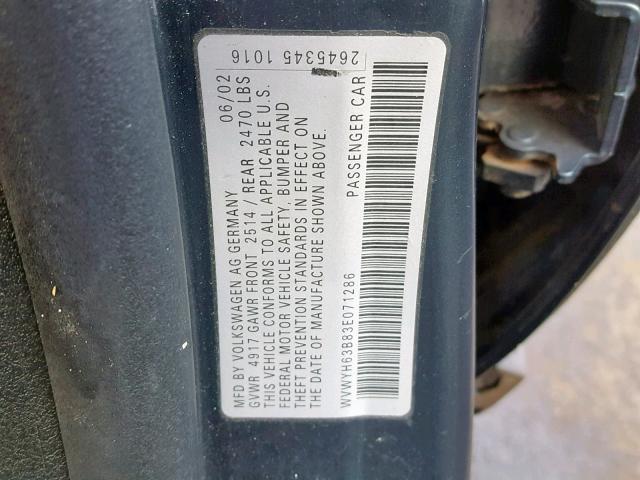 MFD BY VOLKSWAGEN AG GERMANY 06/02 2645345 1016
GVWR 4917 GAWR FRONT 2514 / REAR 2470 LBS
THIS VEHICLE CONFORMS TO ALL APPLICABLE U.S.
FEDERAL MOTOR VEHICLE SAFETY, BUMPER AND
THEFT PREVENTION STANDARDS IN EFFECT ON
THE DATE OF MANUFACTURE SHOWN ABOVE.
WVWYH63B83E071286 PASSENGER CAR